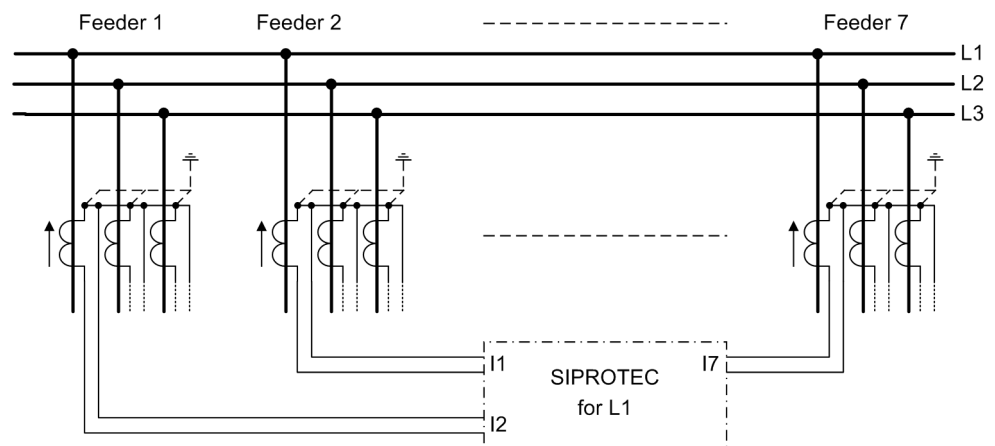 Feeder 1
Feeder 2
Feeder 7
L1
L2
L3
I1
I7
SIPROTEC
for L1
I2